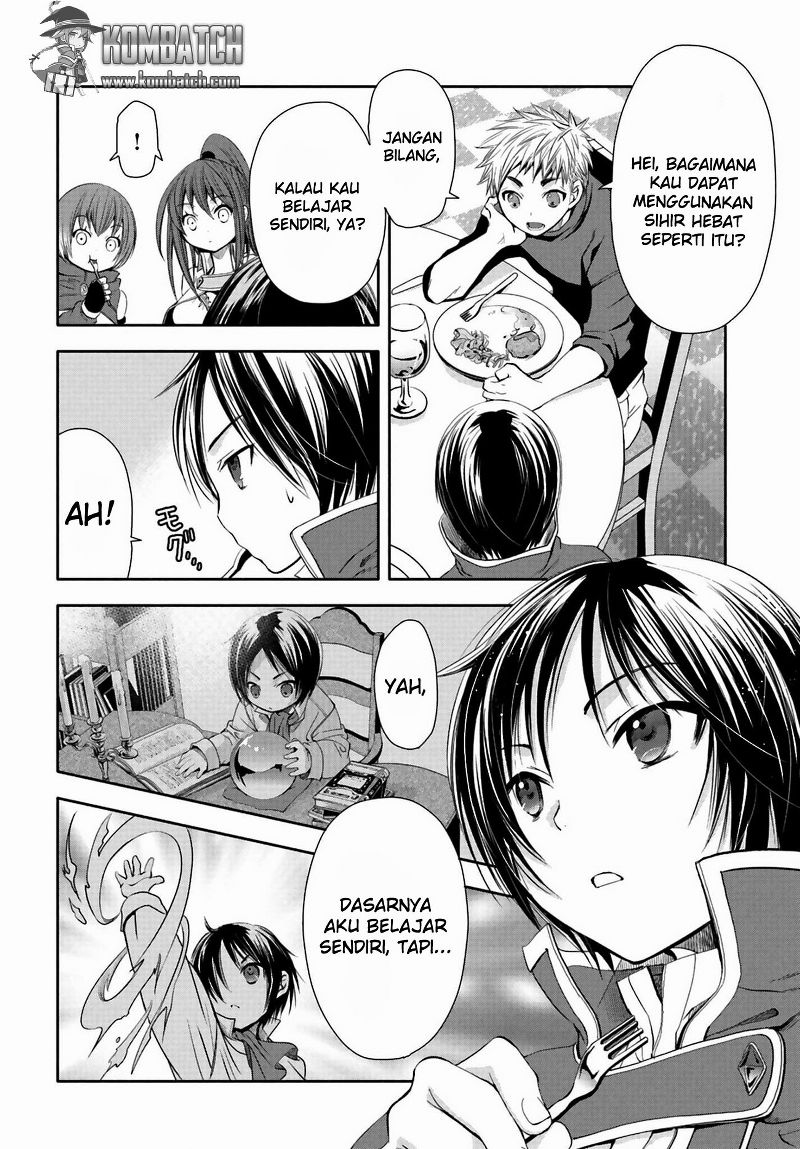 KOMBATCH
www.kombatch.com
HEI, BAGAIMANA
KAU DAPAT
MENGGUNAKAN
SIHIR HEBAT
SEPERTI ITU?
JANGAN
BILANG,
KALAU KAU
BELAJAR
SENDIRI, YA?
!
AH!
モグ…
YAH,
DASARNYA
AKU BELAJAR
SENDIRI, TAPI...